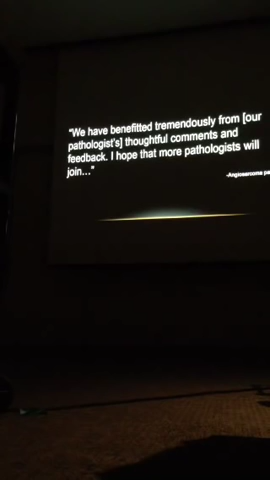 "We have benefitted tremendously from [our
pathologist's] thoughtful comments and
feedback. I hope that more pathologists will
join..."
-Angiosarcoma pa